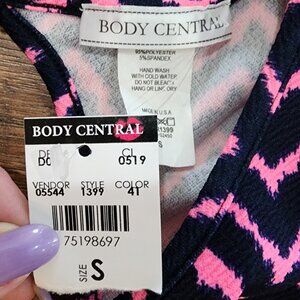 BODY CENTRAL
95%POLYESTER
5%SPANDEX
HAND WASH
WITH COLD WATER
DO NOT BLEACH
HANG OR LINE DRY
MADE IN U.S.A.
1399
S
BODY CENTRAL
CL
0519
VENDOR STYLE COLOR
05544 1399 41
75198697
SIZE S